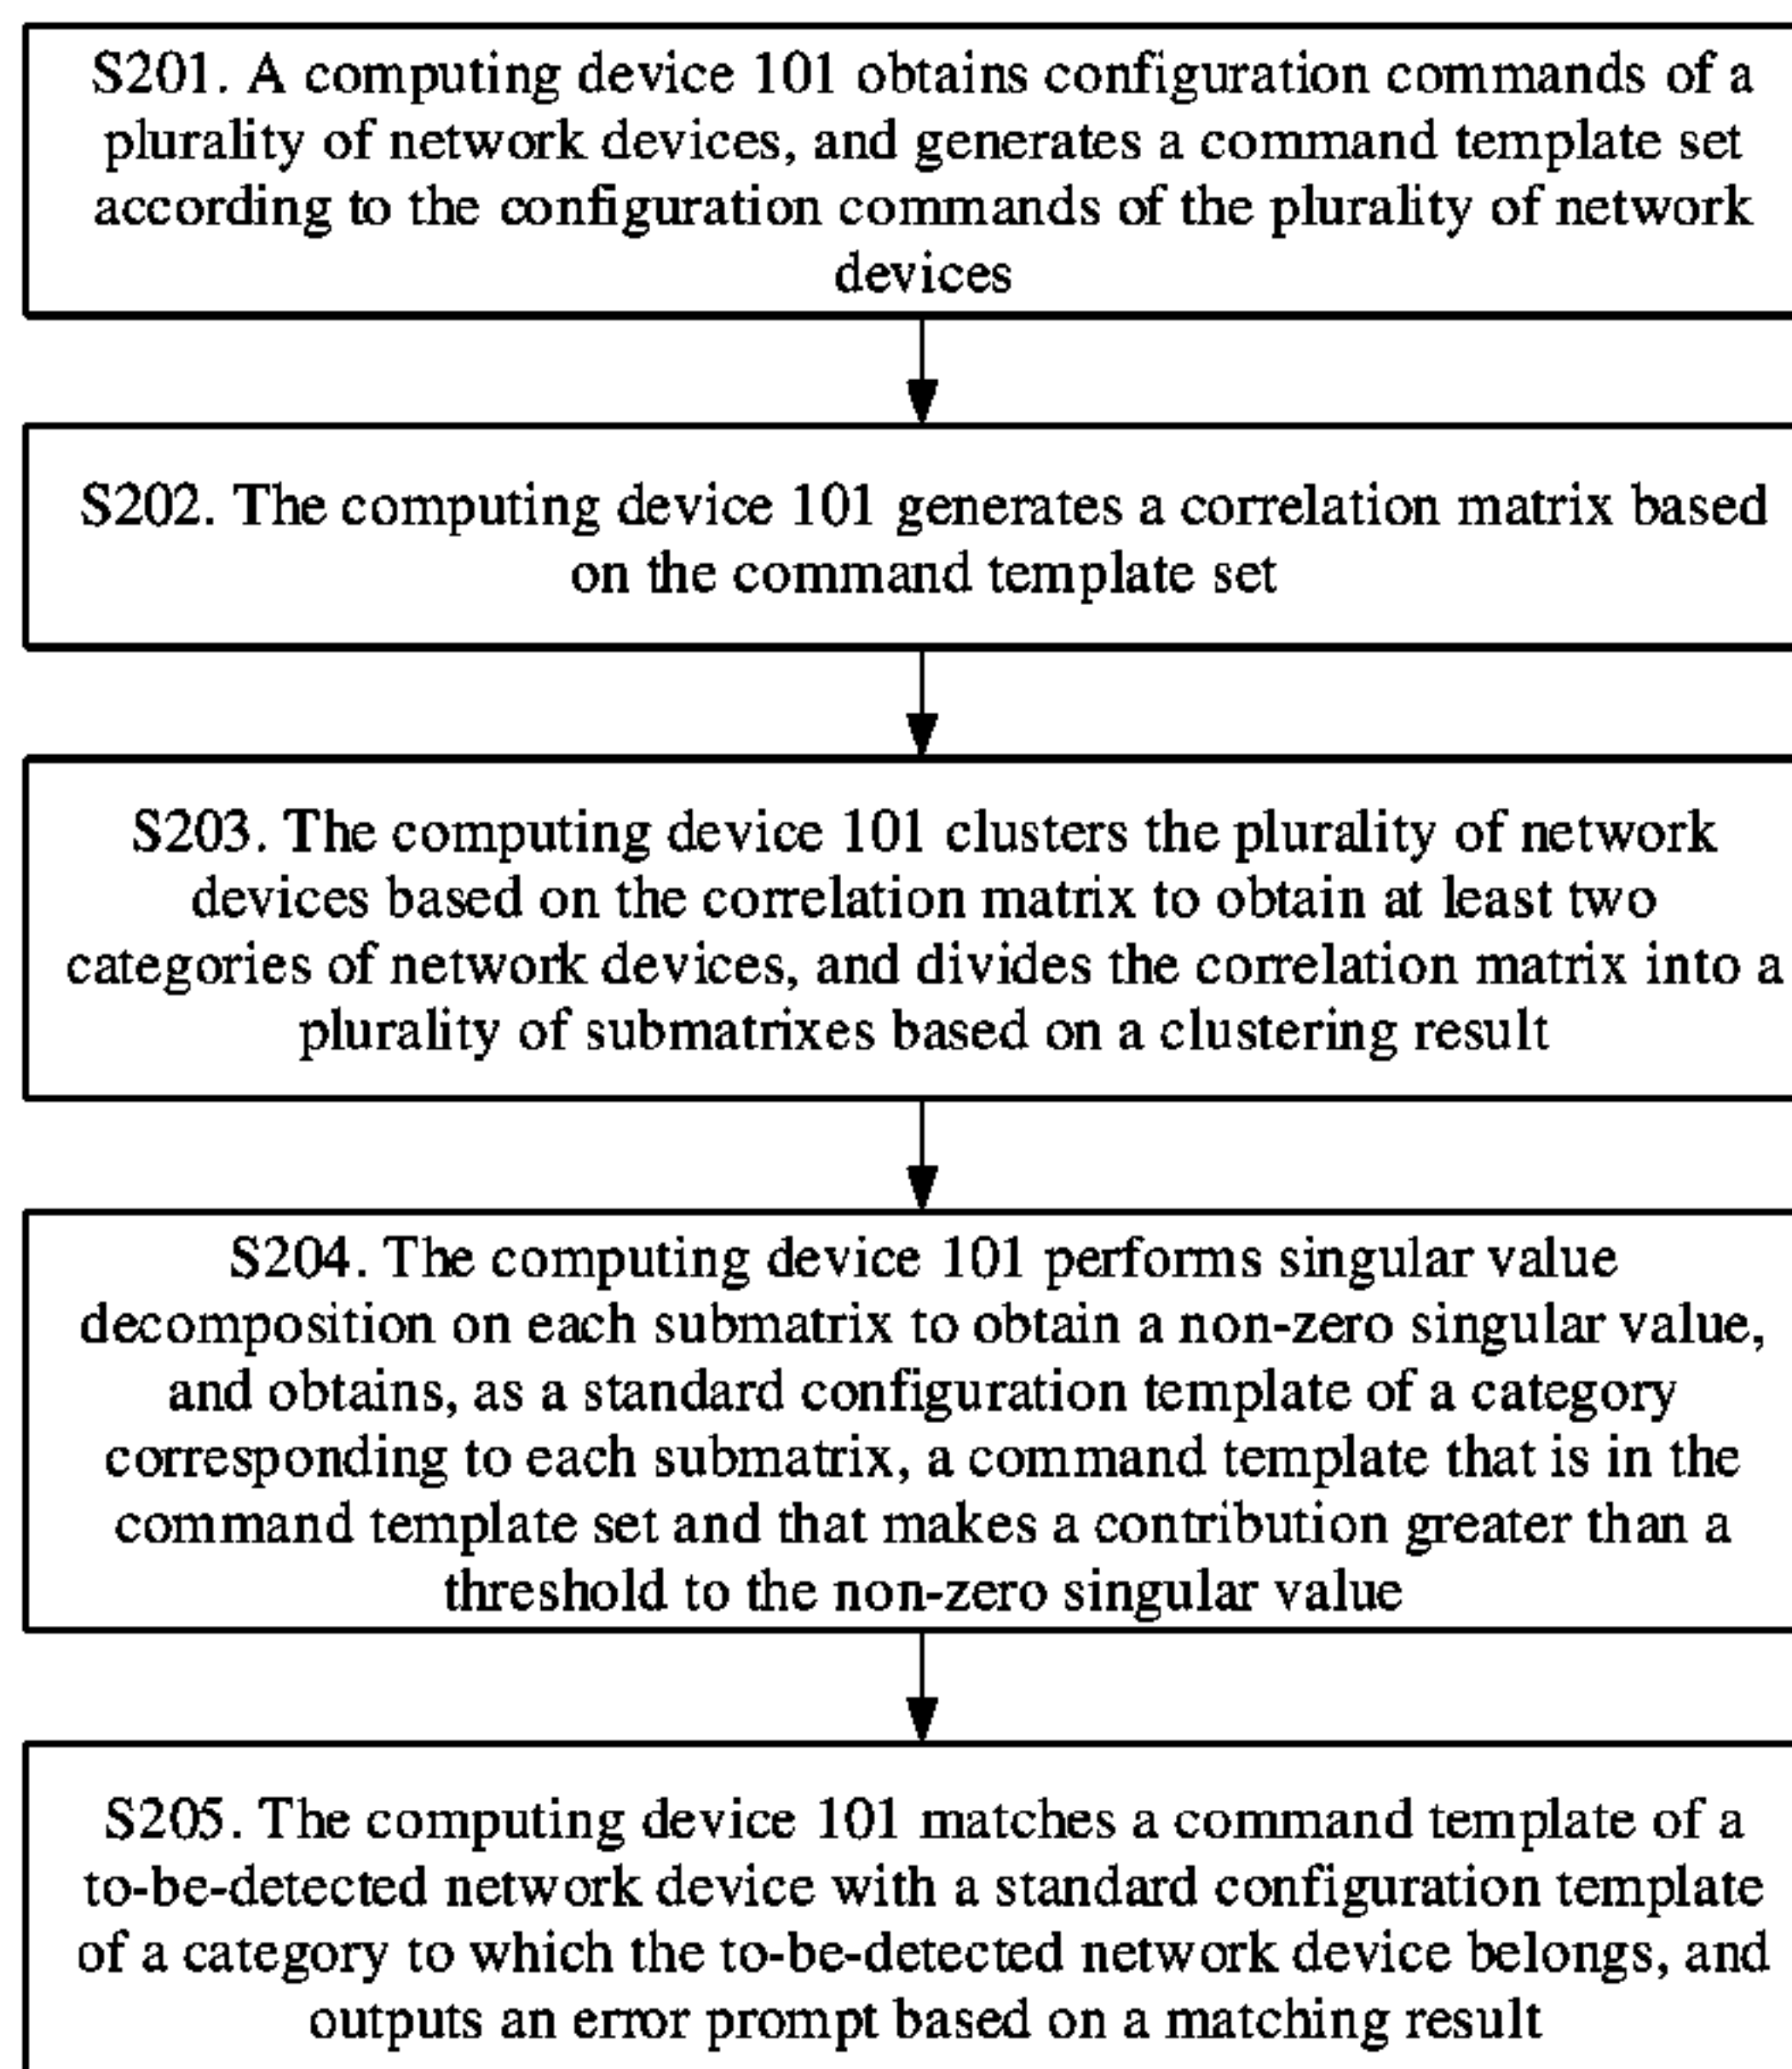 S201. A computing device 101 obtains configuration commands of a
plurality of network devices, and generates a command template set
according to the configuration commands of the plurality of network
devices
S202. The computing device 101 generates a correlation matrix based
on the command template set
S203. The computing device 101 clusters the plurality of network
devices based on the correlation matrix to obtain at least two
categories of network devices, and divides the correlation matrix into a
plurality of submatrixes based on a clustering result
S204. The computing device 101 performs singular value
decomposition on each submatrix to obtain a non-zero singular value,
and obtains, as a standard configuration template of a category
corresponding to each submatrix, a command template that is in the
command template set and that makes a contribution greater than a
threshold to the non-zero singular value
S205. The computing device 101 matches a command template of a
to-be-detected network device with a standard configuration template
of a category to which the to-be-detected network device belongs, and
outputs an error prompt based on a matching result